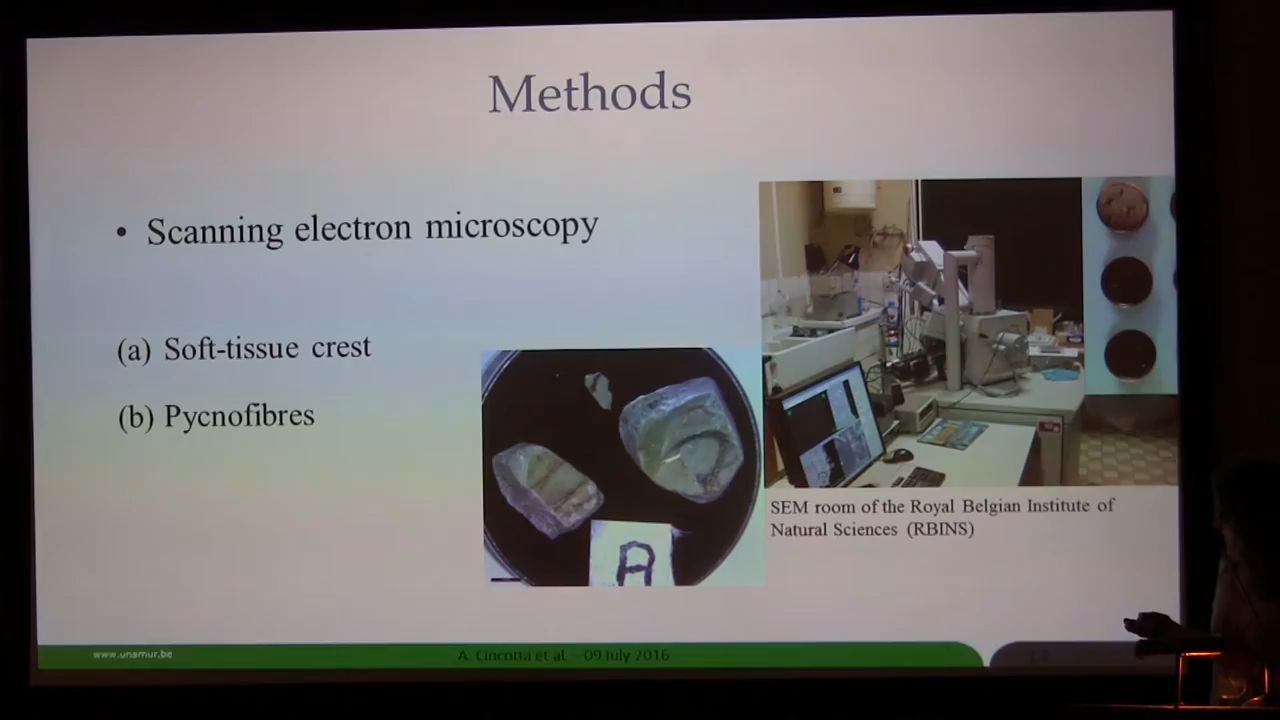 Methods
• Scanning electron microscopy
(a) Soft-tissue crest
(b) Pycnofibres
A
SEM room of the Royal Belgian Institute of
Natural Sciences (RBINS)
www.unamur.be
A. Cincotta et al. – 09 July 2016